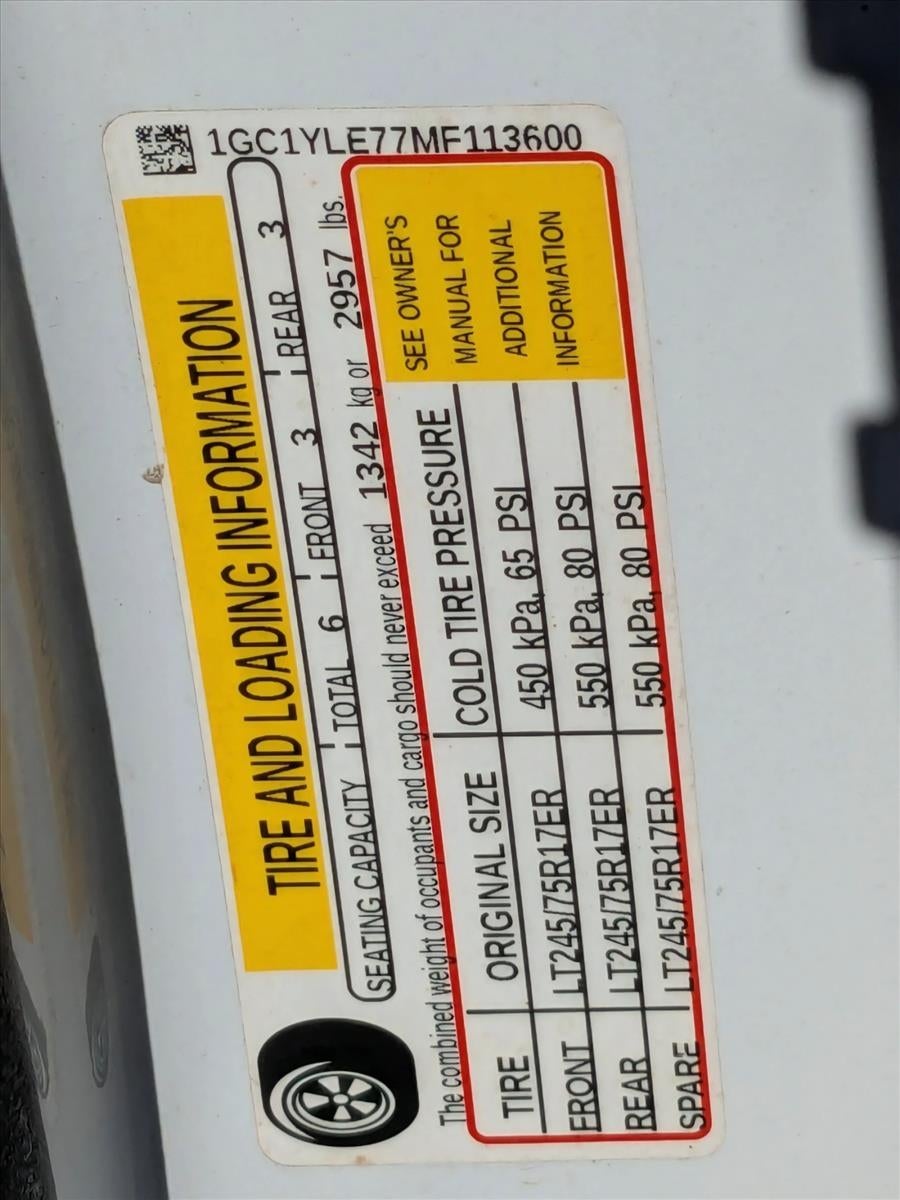 1GC1YLE77MF113600
TIRE AND LOADING INFORMATION
SEATING CAPACITY TOTAL 6 FRONT 3 REAR 3
The combined weight of occupants and cargo should never exceed 1342 kg or 2957 lbs.
TIRE ORIGINAL SIZE COLD TIRE PRESSURE
FRONT LT245/75R17ER 450 kPa, 65 PSI
REAR LT245/75R17ER 550 kPa, 80 PSI
SPARE LT245/75R17ER 550 kPa, 80 PSI
SEE OWNER'S
MANUAL FOR
ADDITIONAL
INFORMATION